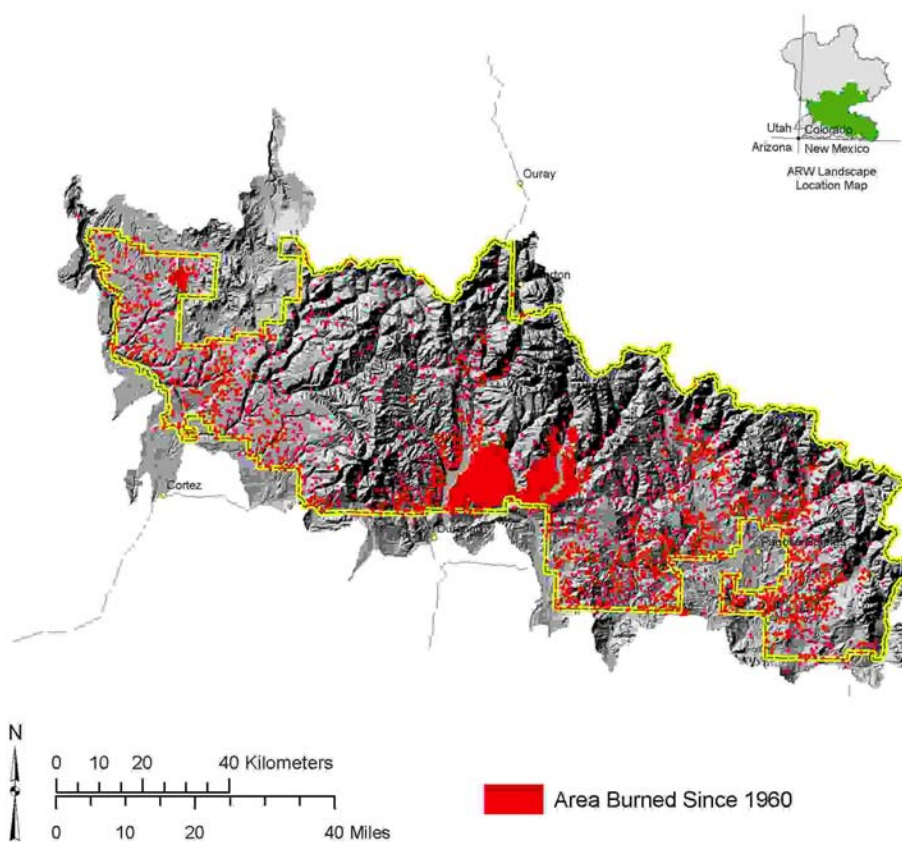 Utah
Colorado
Arizona
New Mexico
ARW Landscape
Location Map
Ouray
Cortez
N
0 10 20 40 Kilometers
0 10 20 40 Miles
Area Burned Since 1960